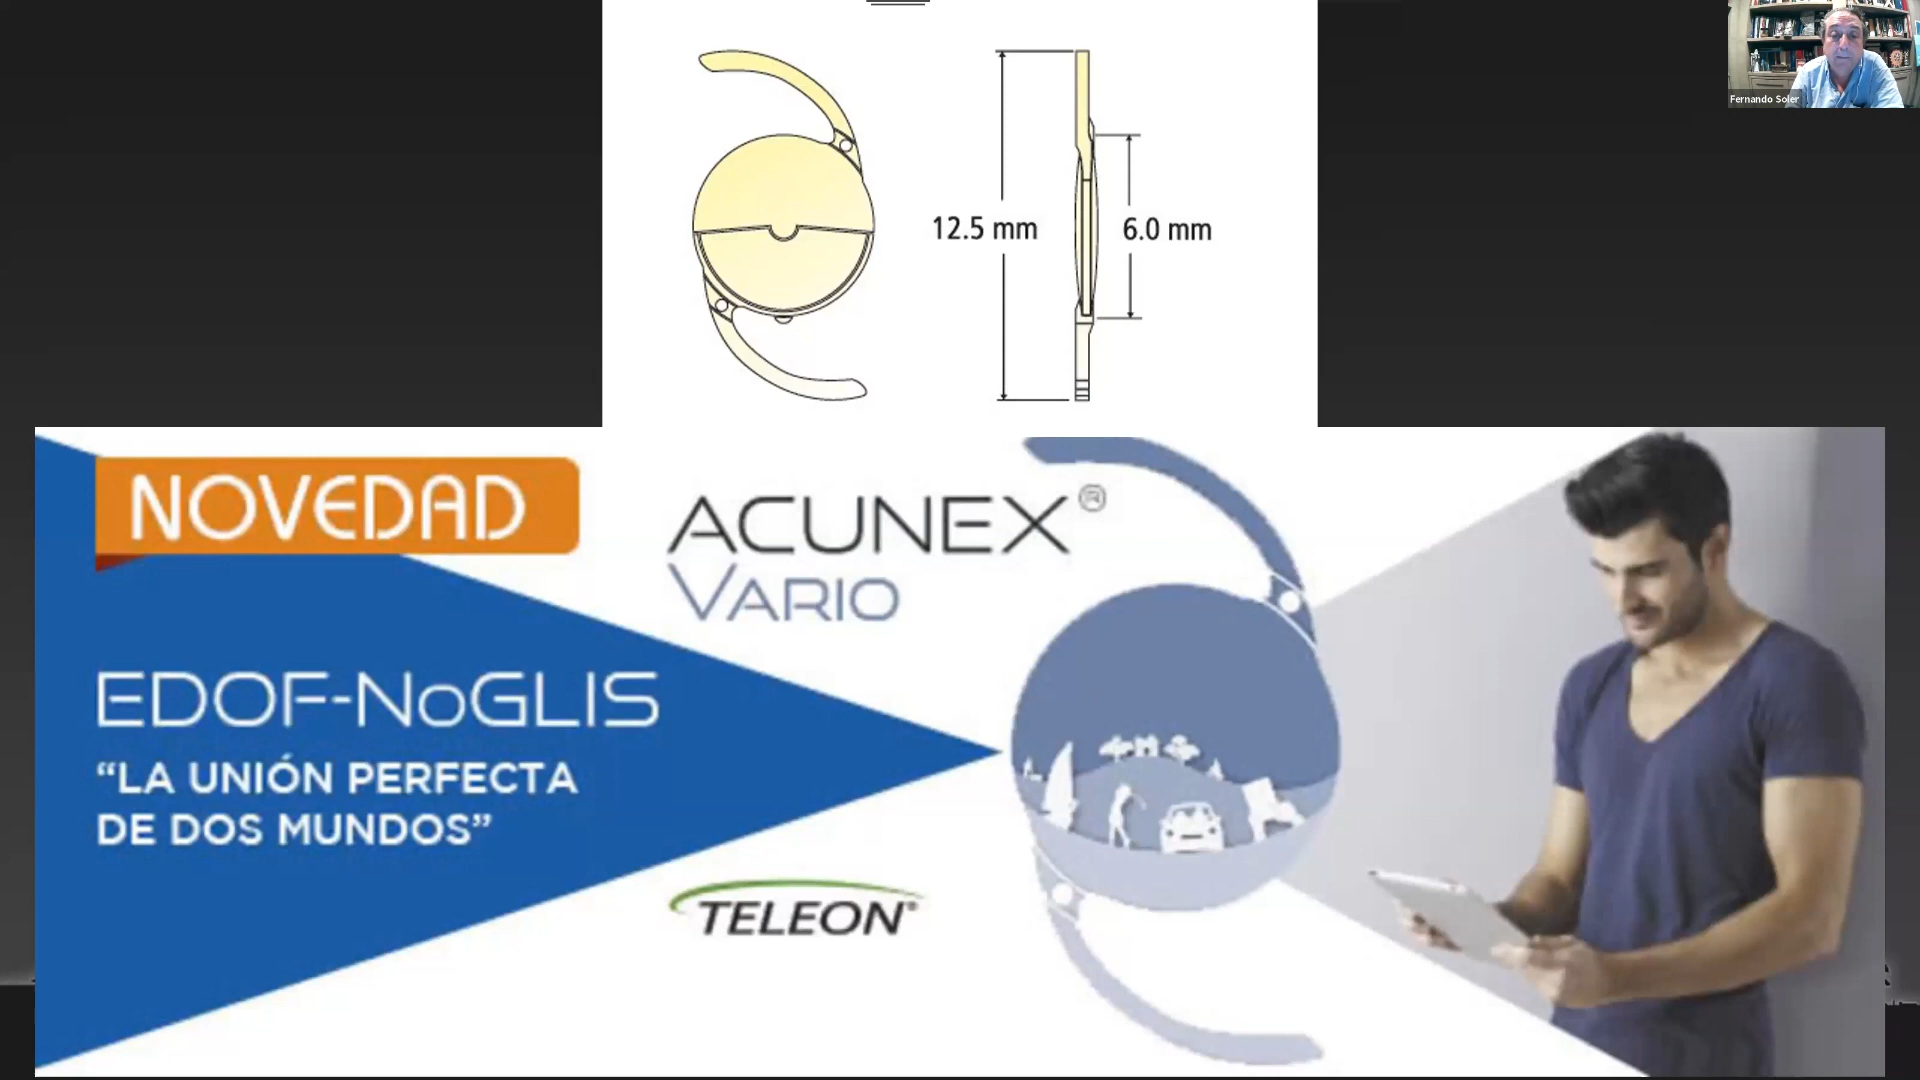 Fernando Soler
12.5 mm
6.0 mm
NOVEDAD
ACUNEX®
VARIO
EDOF-NoGLIS
“LA UNIÓN PERFECTA
DE DOS MUNDOS”
TELEON®